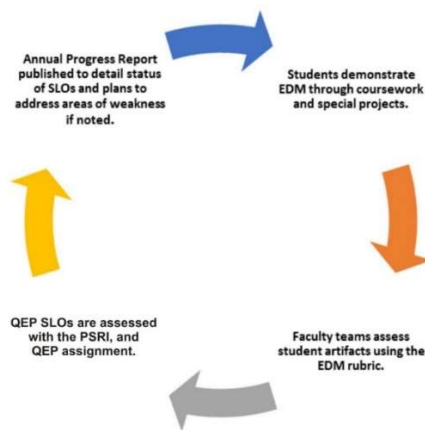 Annual Progress Report
published to detail status
of SLOs and plans to
address areas of weakness
if noted.
Students demonstrate
EDM through coursework
and special projects.
Faculty teams assess
student artifacts using the
EDM rubric.
QEP SLOs are assessed
with the PSRI, and
QEP assignment.